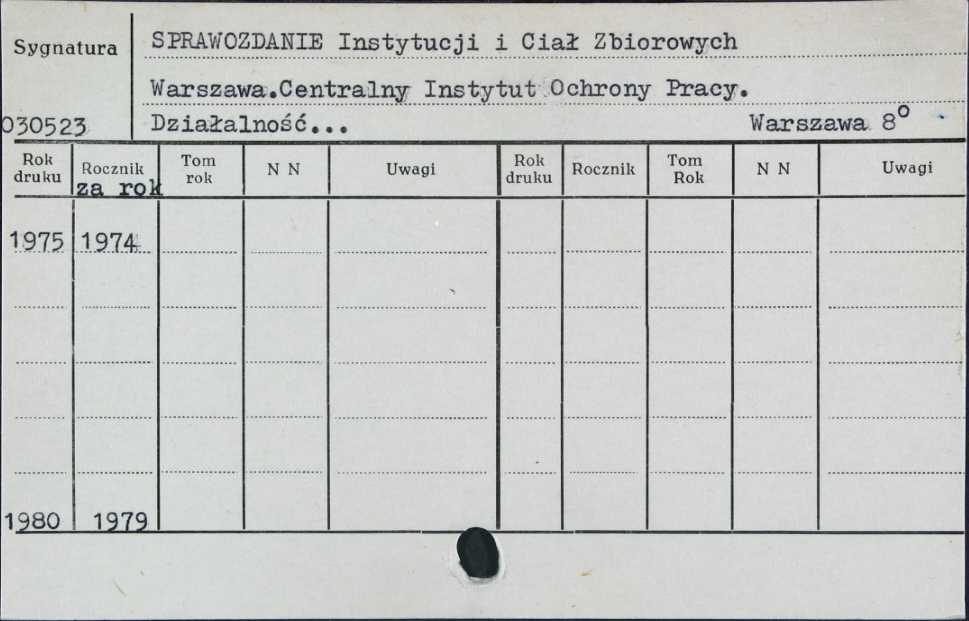 Sygnatura
SPRAWOZDANIE Instytucji i Ciał Zbiorowych
Warszawa.Centralny Instytut Ochrony Pracy.
030523
Działalność... Warszawa 8°
Rok druku Rocznik za rok Tom rok N N Uwagi Rok druku Rocznik Tom Rok N N Uwagi
1975 1974
1980 1979